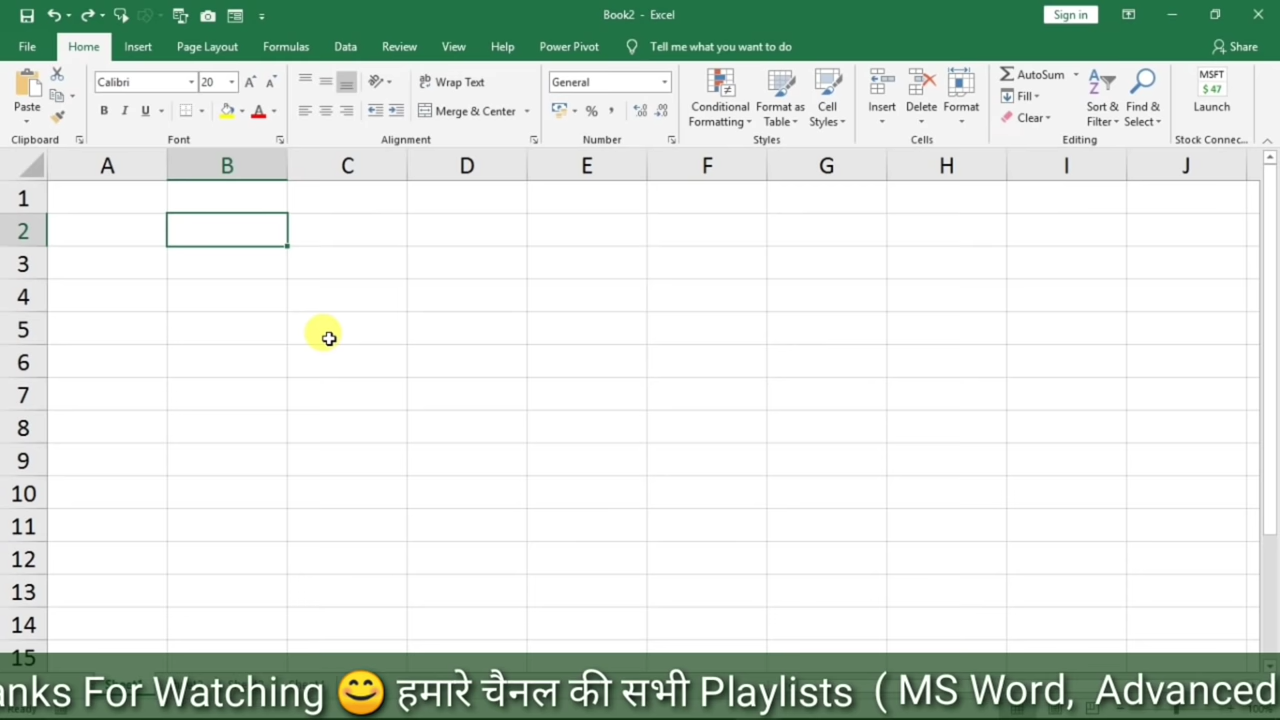 Book2 - Excel
Sign in
File Home Insert Page Layout Formulas Data Review View Help Power Pivot Tell me what you want to do Share
Paste
Calibri 20
B I U
Wrap Text
Merge & Center
General
Conditional Formatting
Format as Table
Cell Styles
Insert
Delete
Format
AutoSum
Fill
Clear
Sort & Filter
Find & Select
MSFT
$ 47
Launch
Clipboard Font Alignment Number Styles Cells Editing Stock Connec...
A B C D E F G H I J
1
2
3
4
5
6
7
8
9
10
11
12
13
14
15
anks For Watching 😊 हमारे चैनल की सभी Playlists ( MS Word, Advanced